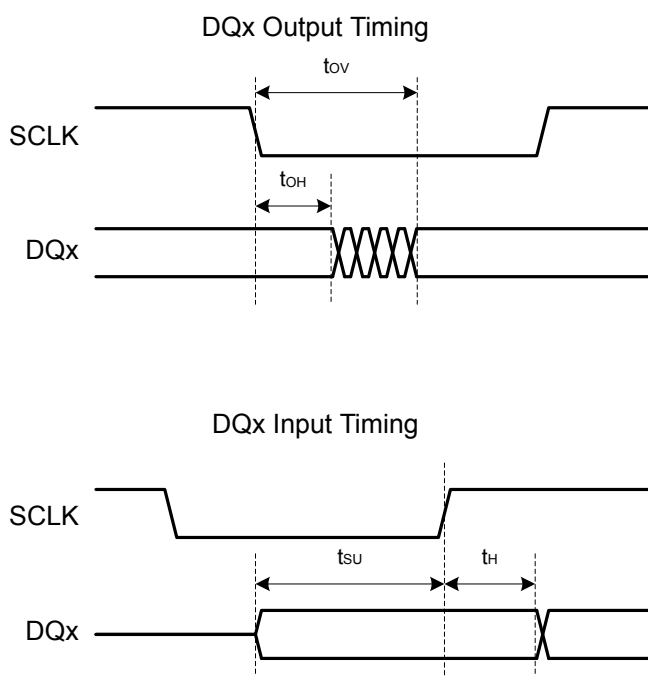 DQx Output Timing
tOV
SCLK
tOH
DQx
DQx Input Timing
SCLK
tSU
tH
DQx